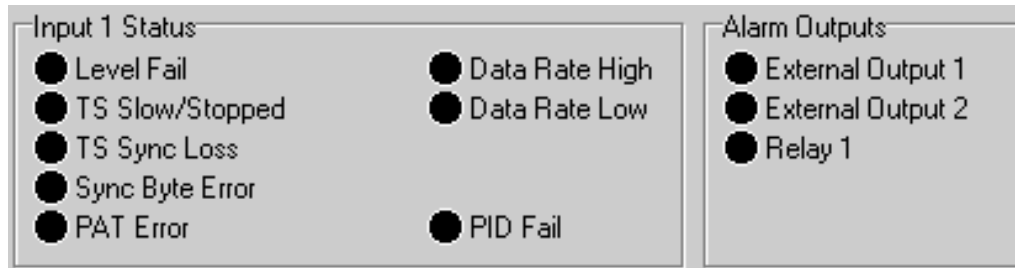 Input 1 Status
Level Fail
TS Slow/Stopped
TS Sync Loss
Sync Byte Error
PAT Error
Data Rate High
Data Rate Low
PID Fail
Alarm Outputs
External Output 1
External Output 2
Relay 1